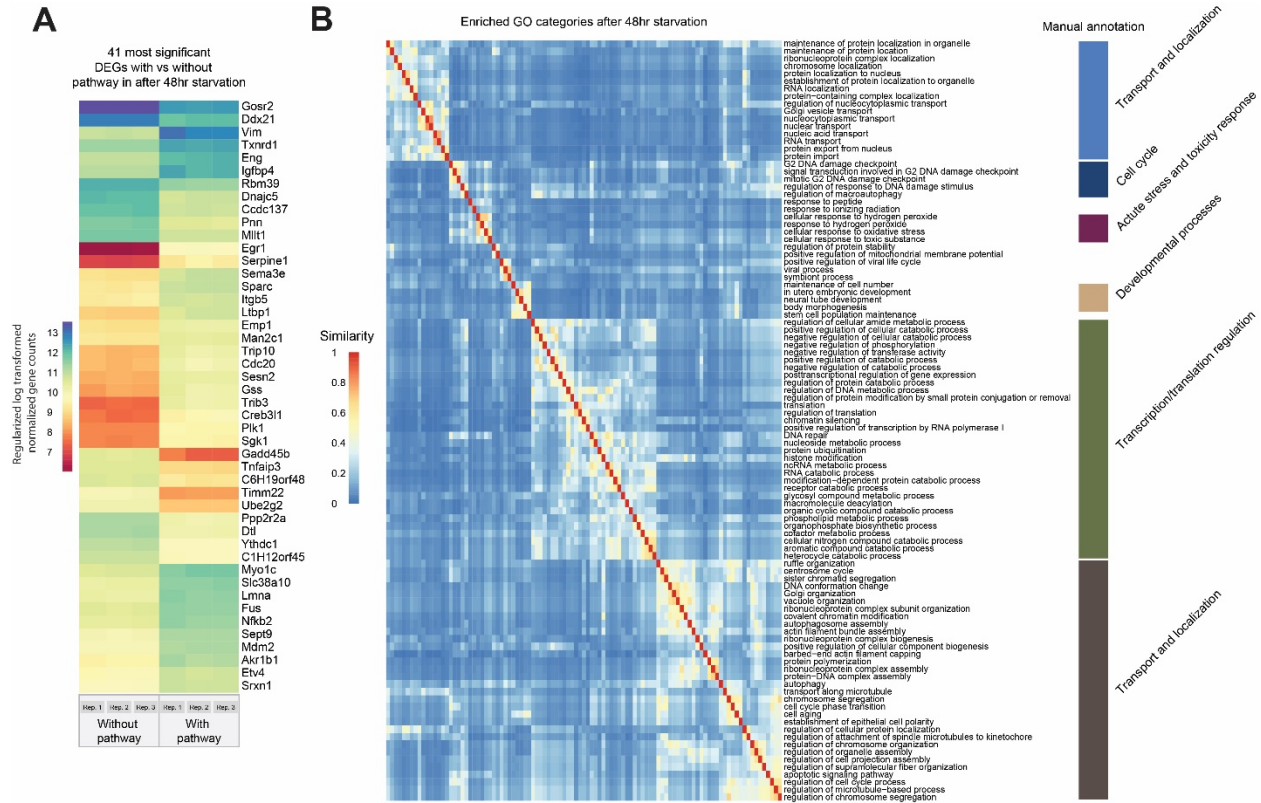 A
41 most significant
DEGs with vs without
pathway in after 48hr starvation
Gosr2
Ddx21
Vim
Txnrd1
Eng
Igfbp4
Rbm39
Dnajc5
Ccdc137
Pnn
Mllt1
Egr1
Serpine1
Sema3e
Sparc
Itgb5
Ltbp1
Emp1
Man2c1
Trip10
Cdc20
Sesn2
Gss
Trib3
Creb3l1
Plk1
Sgk1
Gadd45b
Tnfaip3
C6H19orf48
Timm22
Ube2g2
Ppp2r2a
Dtl
Ythdc1
C1H12orf45
Myo1c
Slc38a10
Lmna
Fus
Nfkb2
Sept9
Mdm2
Akr1b1
Etv4
Srxn1
Regularized log transformed
normalized gene counts
13
12
11
10
9
8
7
Rep. 1 Rep. 2 Rep. 3 Rep. 1 Rep. 2 Rep. 3
Without
pathway
With
pathway
B
Enriched GO categories after 48hr starvation
Similarity
1
0.8
0.6
0.4
0.2
0
maintenance of protein localization in organelle
maintenance of protein location
ribonucleoprotein complex localization
chromosome localization
protein localization to nucleus
establishment of protein localization to organelle
RNA localization
protein-containing complex localization
regulation of nucleocytoplasmic transport
Golgi vesicle transport
nucleocytoplasmic transport
nuclear transport
nucleic acid transport
RNA transport
protein export from nucleus
protein import
G2 DNA damage checkpoint
signal transduction involved in G2 DNA damage checkpoint
mitotic G2 DNA damage checkpoint
regulation of response to DNA damage stimulus
regulation of macroautophagy
response to peptide
response to ionizing radiation
cellular response to hydrogen peroxide
response to hydrogen peroxide
cellular response to oxidative stress
cellular response to toxic substance
regulation of protein stability
positive regulation of mitochondrial membrane potential
positive regulation of viral life cycle
viral process
symbiont process
maintenance of cell number
in utero embryonic development
neural tube development
body morphogenesis
stem cell population maintenance
regulation of cellular amide metabolic process
positive regulation of cellular catabolic process
negative regulation of cellular catabolic process
negative regulation of phosphorylation
negative regulation of transferase activity
positive regulation of catabolic process
negative regulation of catabolic process
posttranscriptional regulation of gene expression
regulation of protein catabolic process
regulation of DNA metabolic process
regulation of protein modification by small protein conjugation or removal
translation
regulation of translation
chromatin silencing
positive regulation of transcription by RNA polymerase I
DNA repair
nucleoside metabolic process
protein ubiquitination
histone modification
ncRNA metabolic process
RNA catabolic process
modification-dependent protein catabolic process
receptor catabolic process
glycosyl compound metabolic process
macromolecule deacylation
organic cyclic compound catabolic process
phospholipid metabolic process
organophosphate biosynthetic process
cofactor metabolic process
cellular nitrogen compound catabolic process
aromatic compound catabolic process
heterocycle catabolic process
ruffle organization
centrosome cycle
sister chromatid segregation
DNA conformation change
Golgi organization
vacuole organization
ribonucleoprotein complex subunit organization
covalent chromatin modification
autophagosome assembly
actin filament bundle assembly
ribonucleoprotein complex biogenesis
positive regulation of cellular component biogenesis
barbed-end actin filament capping
protein polymerization
ribonucleoprotein complex assembly
protein-DNA complex assembly
autophagy
transport along microtubule
chromosome segregation
cell cycle phase transition
cell aging
establishment of epithelial cell polarity
regulation of cellular protein localization
regulation of attachment of spindle microtubules to kinetochore
regulation of chromosome organization
regulation of organelle assembly
regulation of cell projection assembly
regulation of supramolecular fiber organization
apoptotic signaling pathway
regulation of cell cycle process
regulation of microtubule-based process
regulation of chromosome segregation
Manual annotation
Transport and localization
Cell cycle
Actute stress and toxicity response
Developmental processes
Transcription/translation regulation
Transport and localization